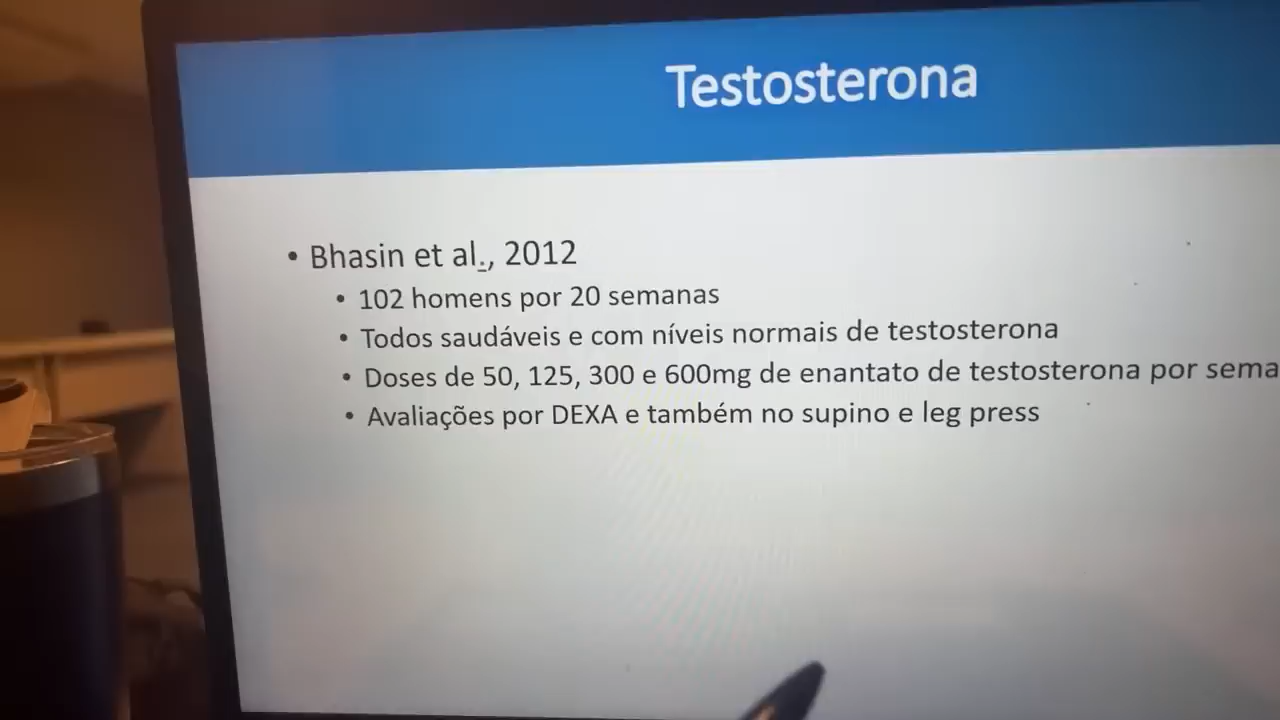 Testosterona
• Bhasin et al., 2012
• 102 homens por 20 semanas
• Todos saudáveis e com níveis normais de testosterona
• Doses de 50, 125, 300 e 600mg de enantato de testosterona por sema
• Avaliações por DEXA e também no supino e leg press